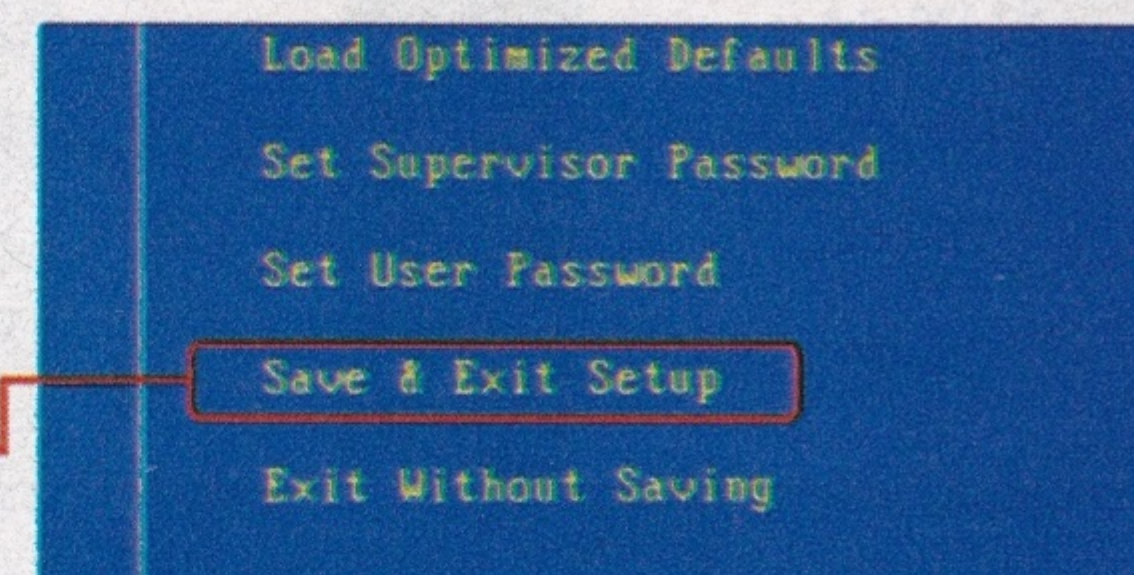 Load Optimized Defaults
Set Supervisor Password
Set User Password
Save & Exit Setup
Exit Without Saving